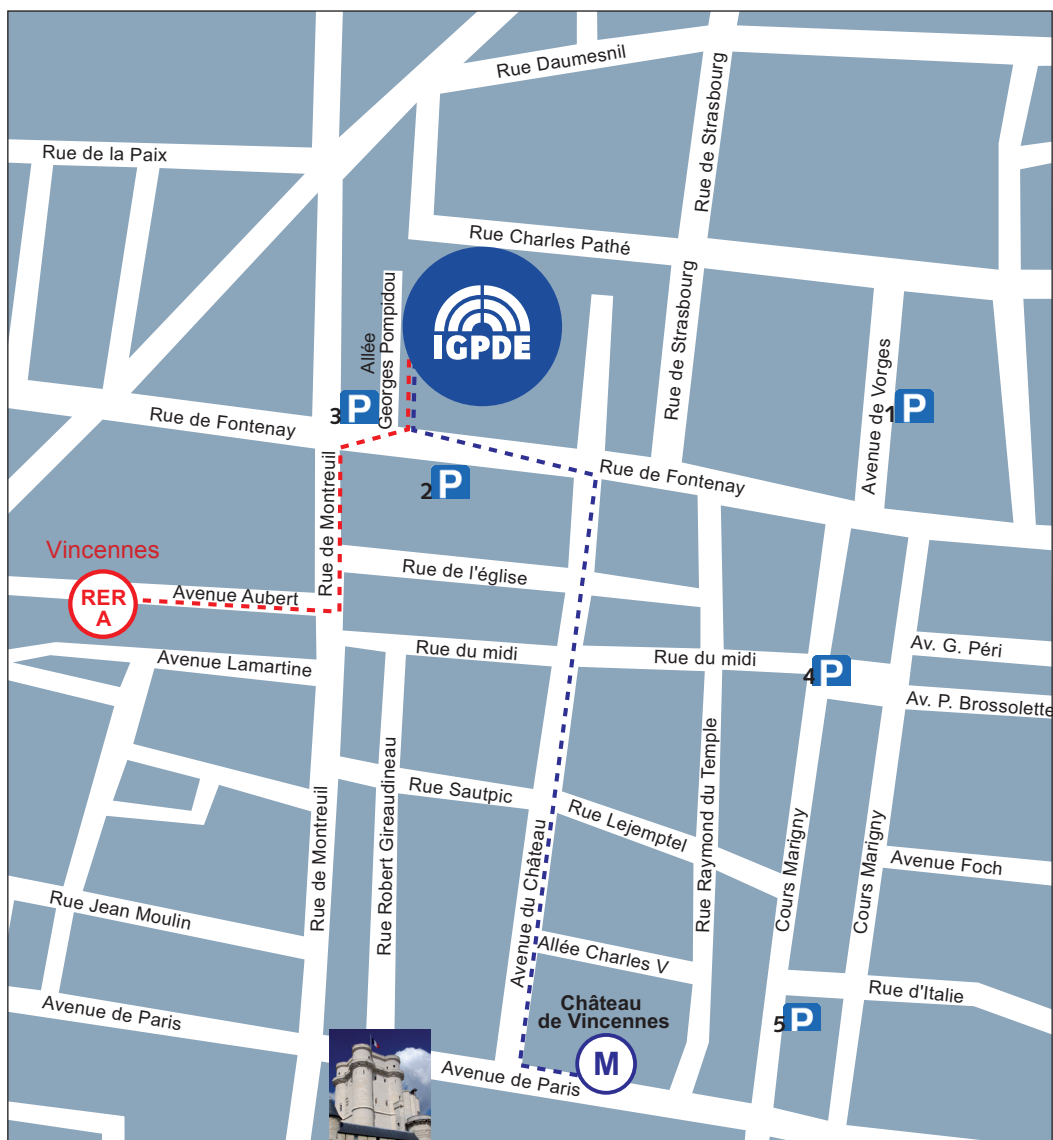 Rue Daumesnil
Rue de Strasbourg
Rue de la Paix
Rue Charles Pathé
Allée
Georges Pompidou
IGPDE
Rue de Strasbourg
Avenue de Vorges
1 P
3 P
Rue de Fontenay
2 P
Rue de Fontenay
Rue de Montreuil
Vincennes
RER
A
Avenue Aubert
Rue de l'église
Avenue Lamartine
Rue du midi
Rue du midi
4 P
Av. G. Péri
Av. P. Brossolette
Rue Sautpic
Rue Lejemptel
Rue Raymond du Temple
Rue Robert Gireaudineau
Rue de Montreuil
Avenue du Château
Cours Marigny
Cours Marigny
Avenue Foch
Rue Jean Moulin
Allée Charles V
Rue d'Italie
Avenue de Paris
Château
de Vincennes
M
5 P
Avenue de Paris